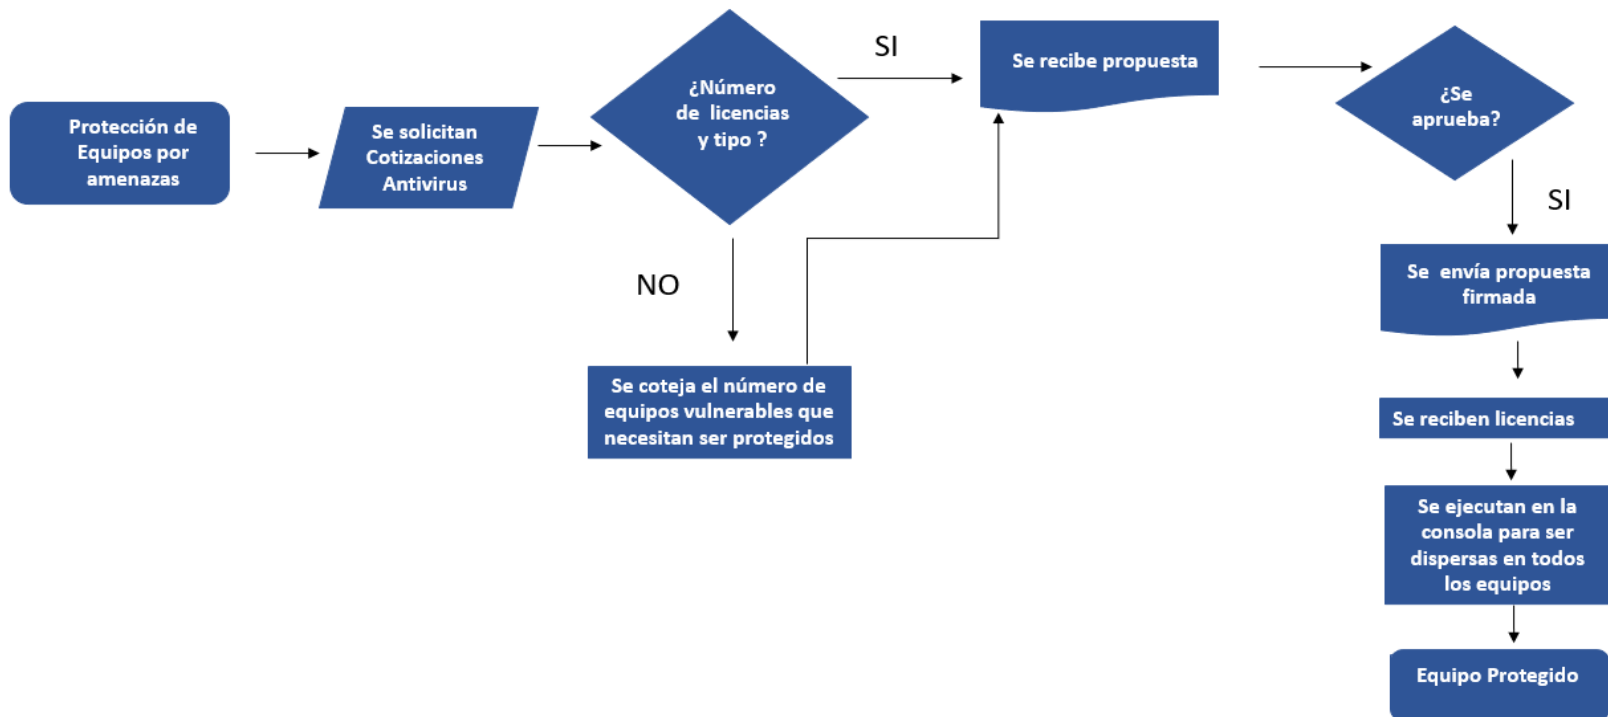 Protección de
Equipos por
amenazas
Se solicitan
Cotizaciones
Antivirus
¿Número
de licencias
y tipo ?
SI
Se recibe propuesta
¿Se
aprueba?
SI
NO
Se coteja el número de
equipos vulnerables que
necesitan ser protegidos
Se envía propuesta
firmada
Se reciben licencias
Se ejecutan en la
consola para ser
dispersas en todos
los equipos
Equipo Protegido